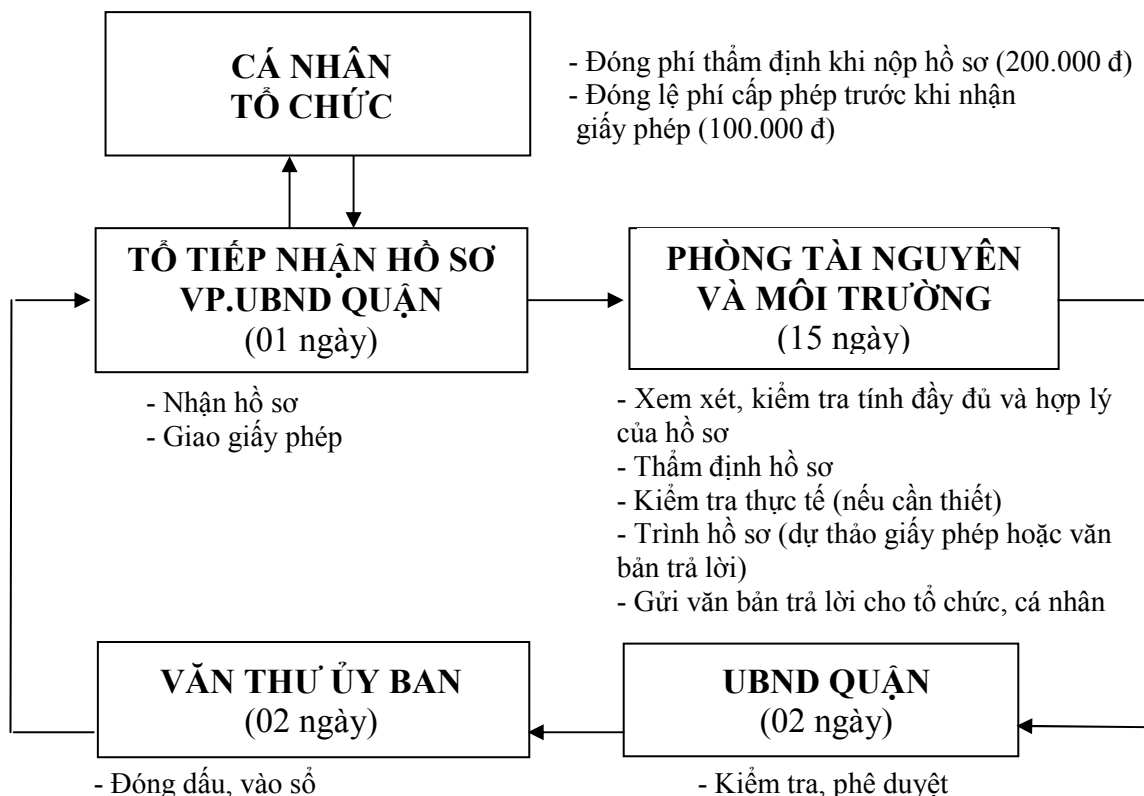 CÁ NHÂN
TỔ CHỨC
- Đóng phí thẩm định khi nộp hồ sơ (200.000 đ)
- Đóng lệ phí cấp phép trước khi nhận
giấy phép (100.000 đ)
TỔ TIẾP NHẬN HỒ SƠ
VP.UBND QUẬN
(01 ngày)
- Nhận hồ sơ
- Giao giấy phép
PHÒNG TÀI NGUYÊN
VÀ MÔI TRƯỜNG
(15 ngày)
- Xem xét, kiểm tra tính đầy đủ và hợp lý
của hồ sơ
- Thẩm định hồ sơ
- Kiểm tra thực tế (nếu cần thiết)
- Trình hồ sơ (dự thảo giấy phép hoặc văn
bản trả lời)
- Gửi văn bản trả lời cho tổ chức, cá nhân
VĂN THƯ ỦY BAN
(02 ngày)
- Đóng dấu, vào sổ
UBND QUẬN
(02 ngày)
- Kiểm tra, phê duyệt